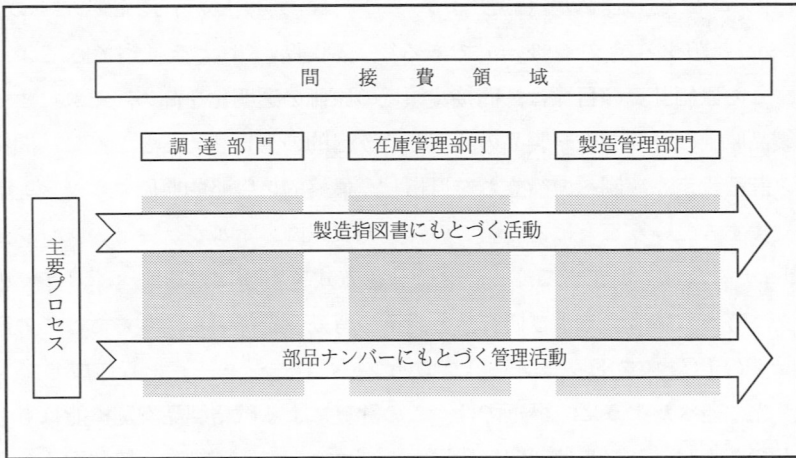 間接費領域
調達部門
在庫管理部門
製造管理部門
主要プロセス
製造指図書にもとづく活動
部品ナンバーにもとづく管理活動